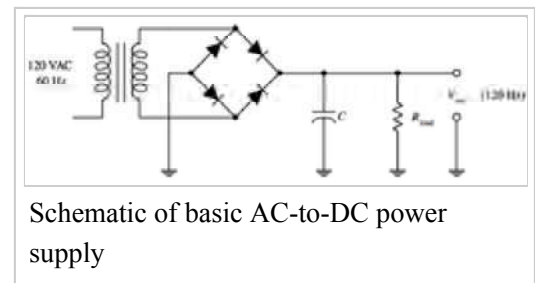 120 VAC
60 Hz
C
(120 Hz)
Schematic of basic AC-to-DC power
supply